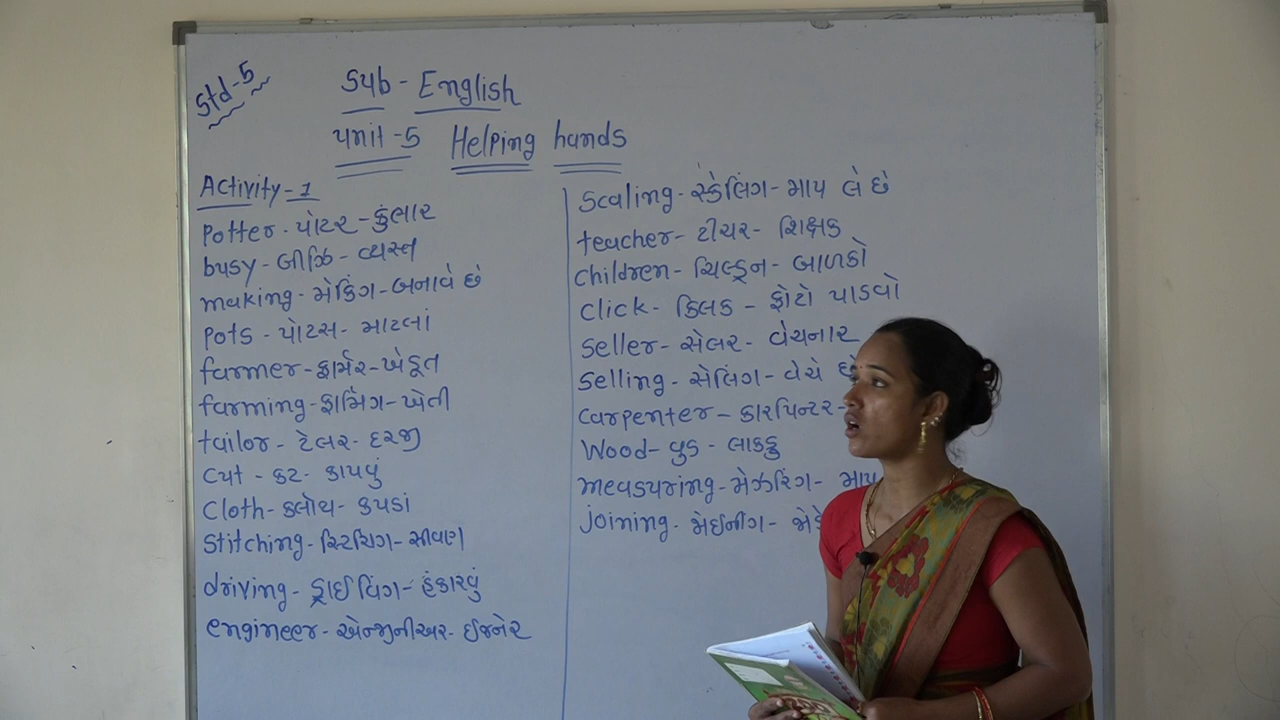 Std-5
Sub - English
Unit -5 Helping hands
Activity - 1
Potter - પોટર - કુંભાર
busy - બીઝિ - વ્યસ્ત
making - મેકિંગ - બનાવે છે
Pots - પોટસ - માટલાં
farmer - ફાર્મર - ખેડૂત
farming - ફાર્મિંગ - ખેતી
tailor - ટેલર - દરજી
Cut - કટ - કાપવું
Cloth - કલોથ - કપડાં
Stitching - સ્ટિચિંગ - સીવણ
driving - ડ્રાઈવિંગ - હંકારવું
engineer - એન્જીનીઅર - ઈજનેર
Scaling - સ્કેલિંગ - માપ લે છે
teacher - ટીચર - શિક્ષક
Children - ચિલ્ડ્રન - બાળકો
Click - ક્લિક - ફોટો પાડવો
Seller - સેલર - વેચનાર
Selling - સેલિંગ - વેચે છે
Carpenter - કારપિન્ટર -
Wood - વુડ - લાકડુ
measuring - મેઝરિંગ - માપ
Joining - જોઈનીંગ -